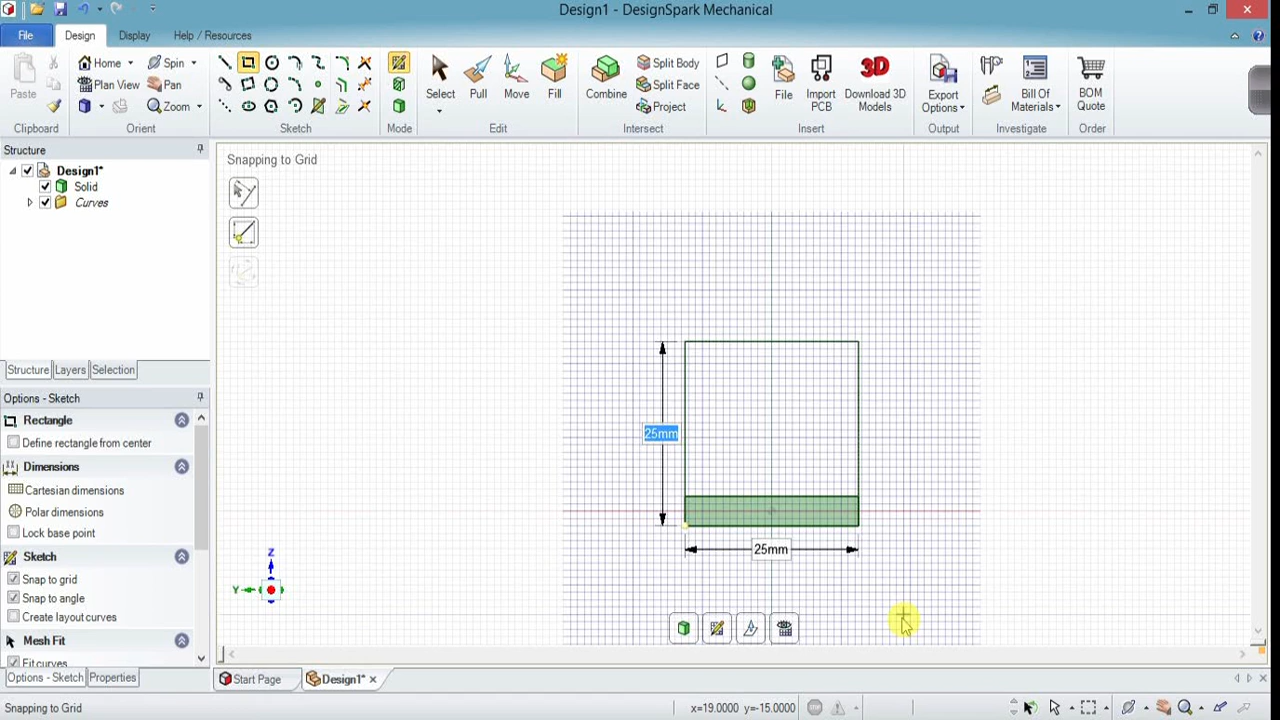 Design1 - DesignSpark Mechanical
File Design Display Help / Resources
Paste
Home Spin
Plan View Pan
Zoom
Select Pull Move Fill
Combine
Split Body
Split Face
Project
File Import PCB Download 3D Models
Export Options
Bill Of Materials
BOM Quote
Clipboard Orient Sketch Mode Edit Intersect Insert Output Investigate Order
Structure
Design1*
Solid
Curves
Structure Layers Selection
Options - Sketch
Rectangle
Define rectangle from center
Dimensions
Cartesian dimensions
Polar dimensions
Lock base point
Sketch
Snap to grid
Snap to angle
Create layout curves
Mesh Fit
Fit curves
Options - Sketch Properties
Snapping to Grid
25mm
25mm
Z
Y
Start Page Design1*
Snapping to Grid x=19.0000 y=-15.0000